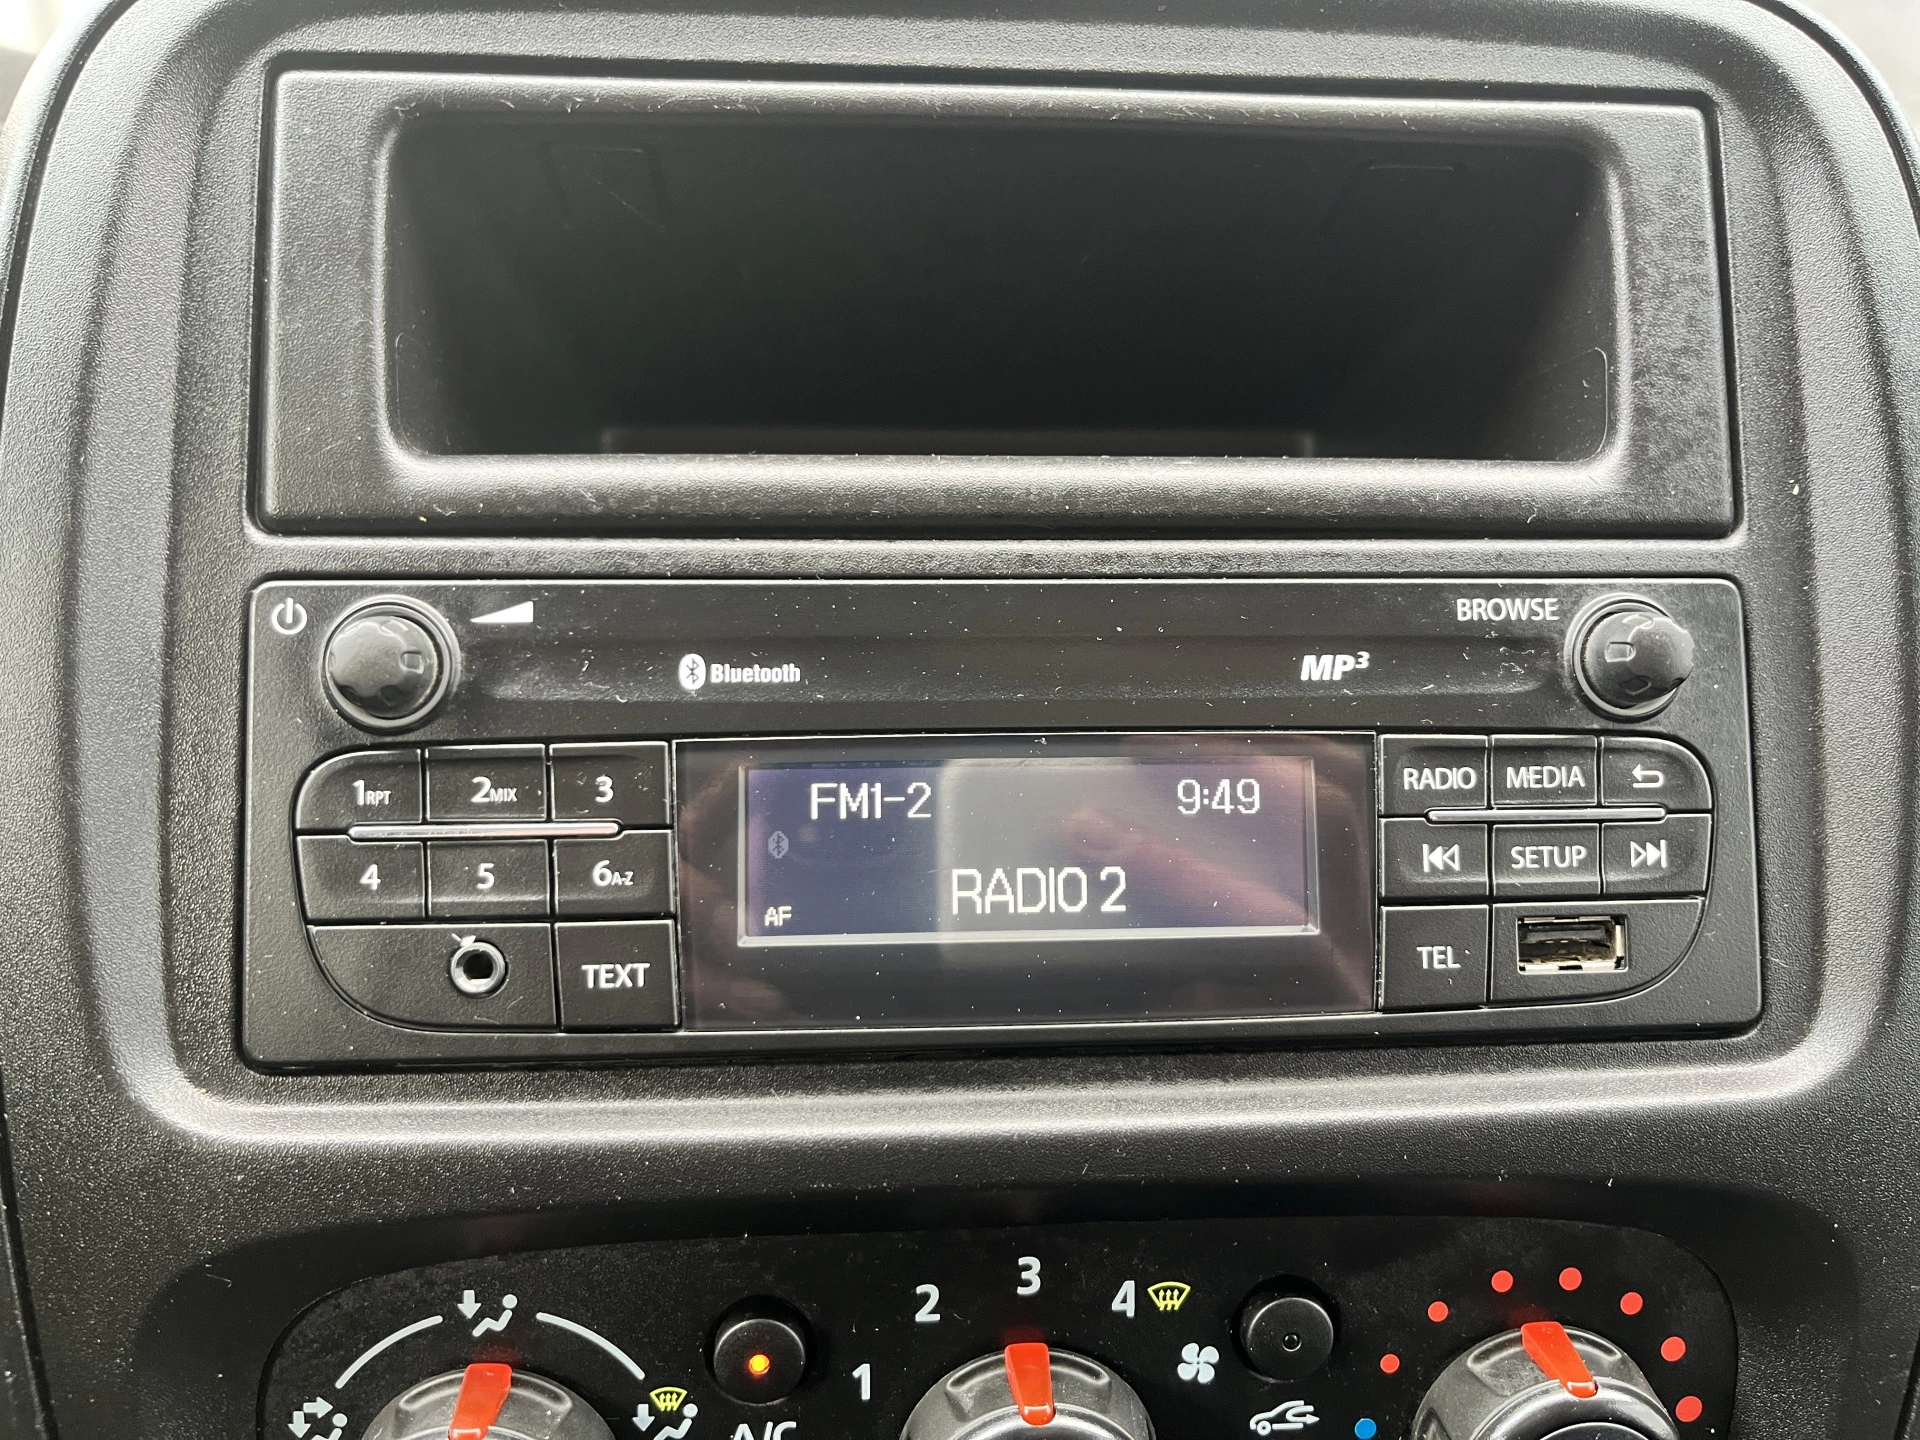 BROWSE
Bluetooth
MP3
1RPT 2MIX 3
4 5 6A-Z
TEXT
FM1-2 9:49
RADIO 2
AF
RADIO MEDIA
SETUP
TEL
1 2 3 4
A/C